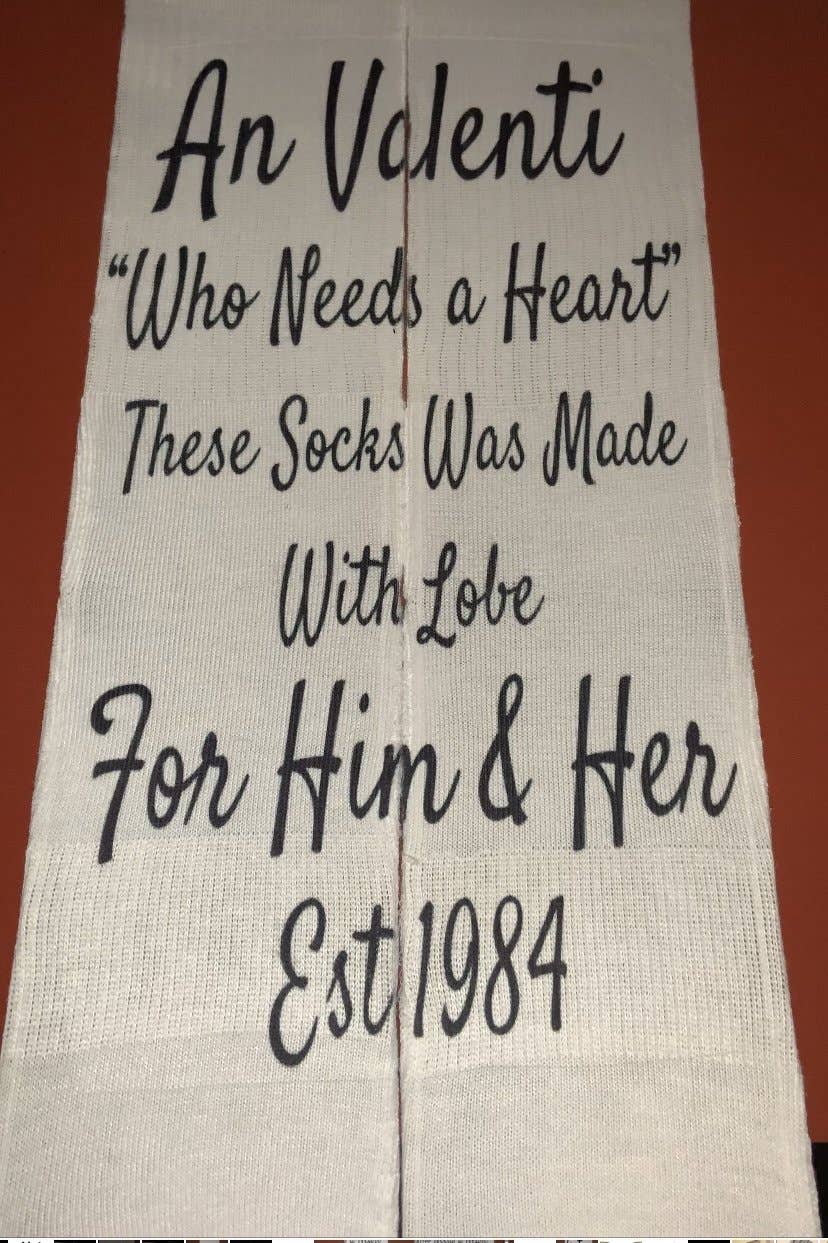 An Valenti
“Who Needs a Heart”
These Socks Was Made
With Lobe
For Him & Her
Est 1984